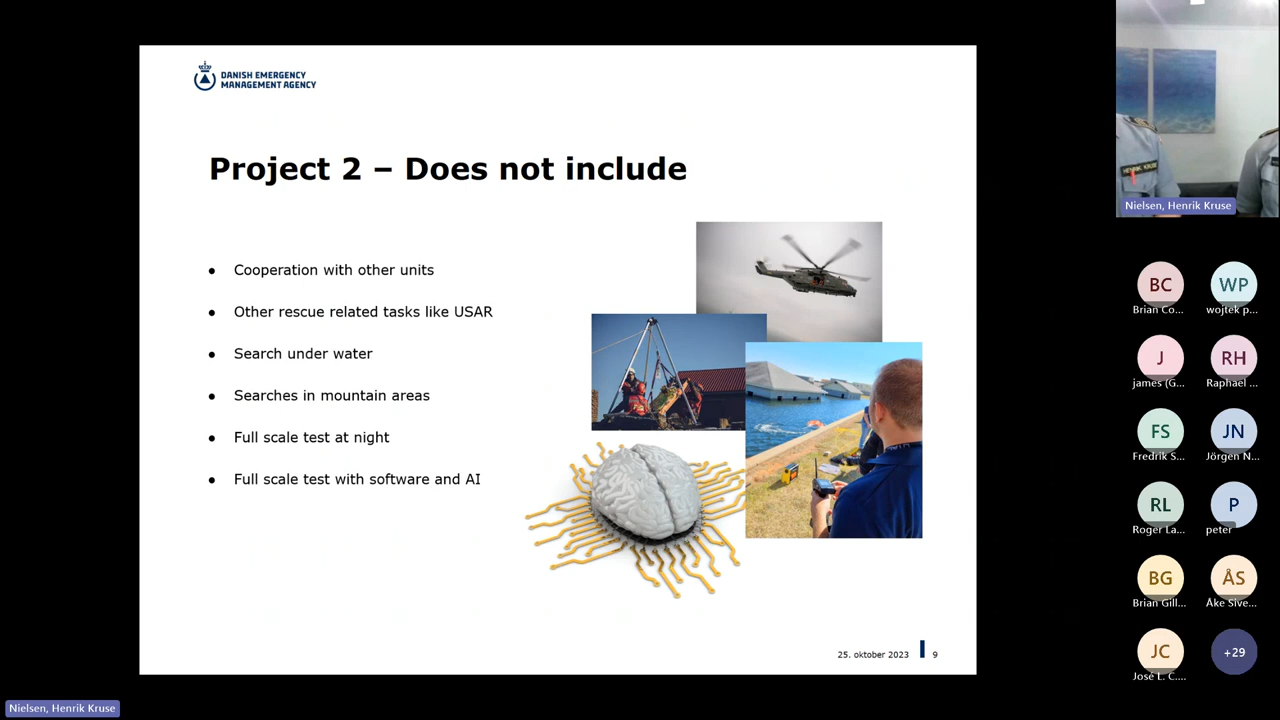 DANISH EMERGENCY
MANAGEMENT AGENCY
Project 2 – Does not include
● Cooperation with other units
● Other rescue related tasks like USAR
● Search under water
● Searches in mountain areas
● Full scale test at night
● Full scale test with software and AI
25. oktober 2023
9
HENRIK KRUSE
Nielsen, Henrik Kruse
BC
WP
Brian Co...
wojtek p...
J
RH
james (G...
Raphael ...
FS
JN
Fredrik S...
Jörgen N...
RL
P
Roger La...
peter
BG
ÅS
Brian Gill...
Åke Sive...
JC
+29
José L. C....
Nielsen, Henrik Kruse